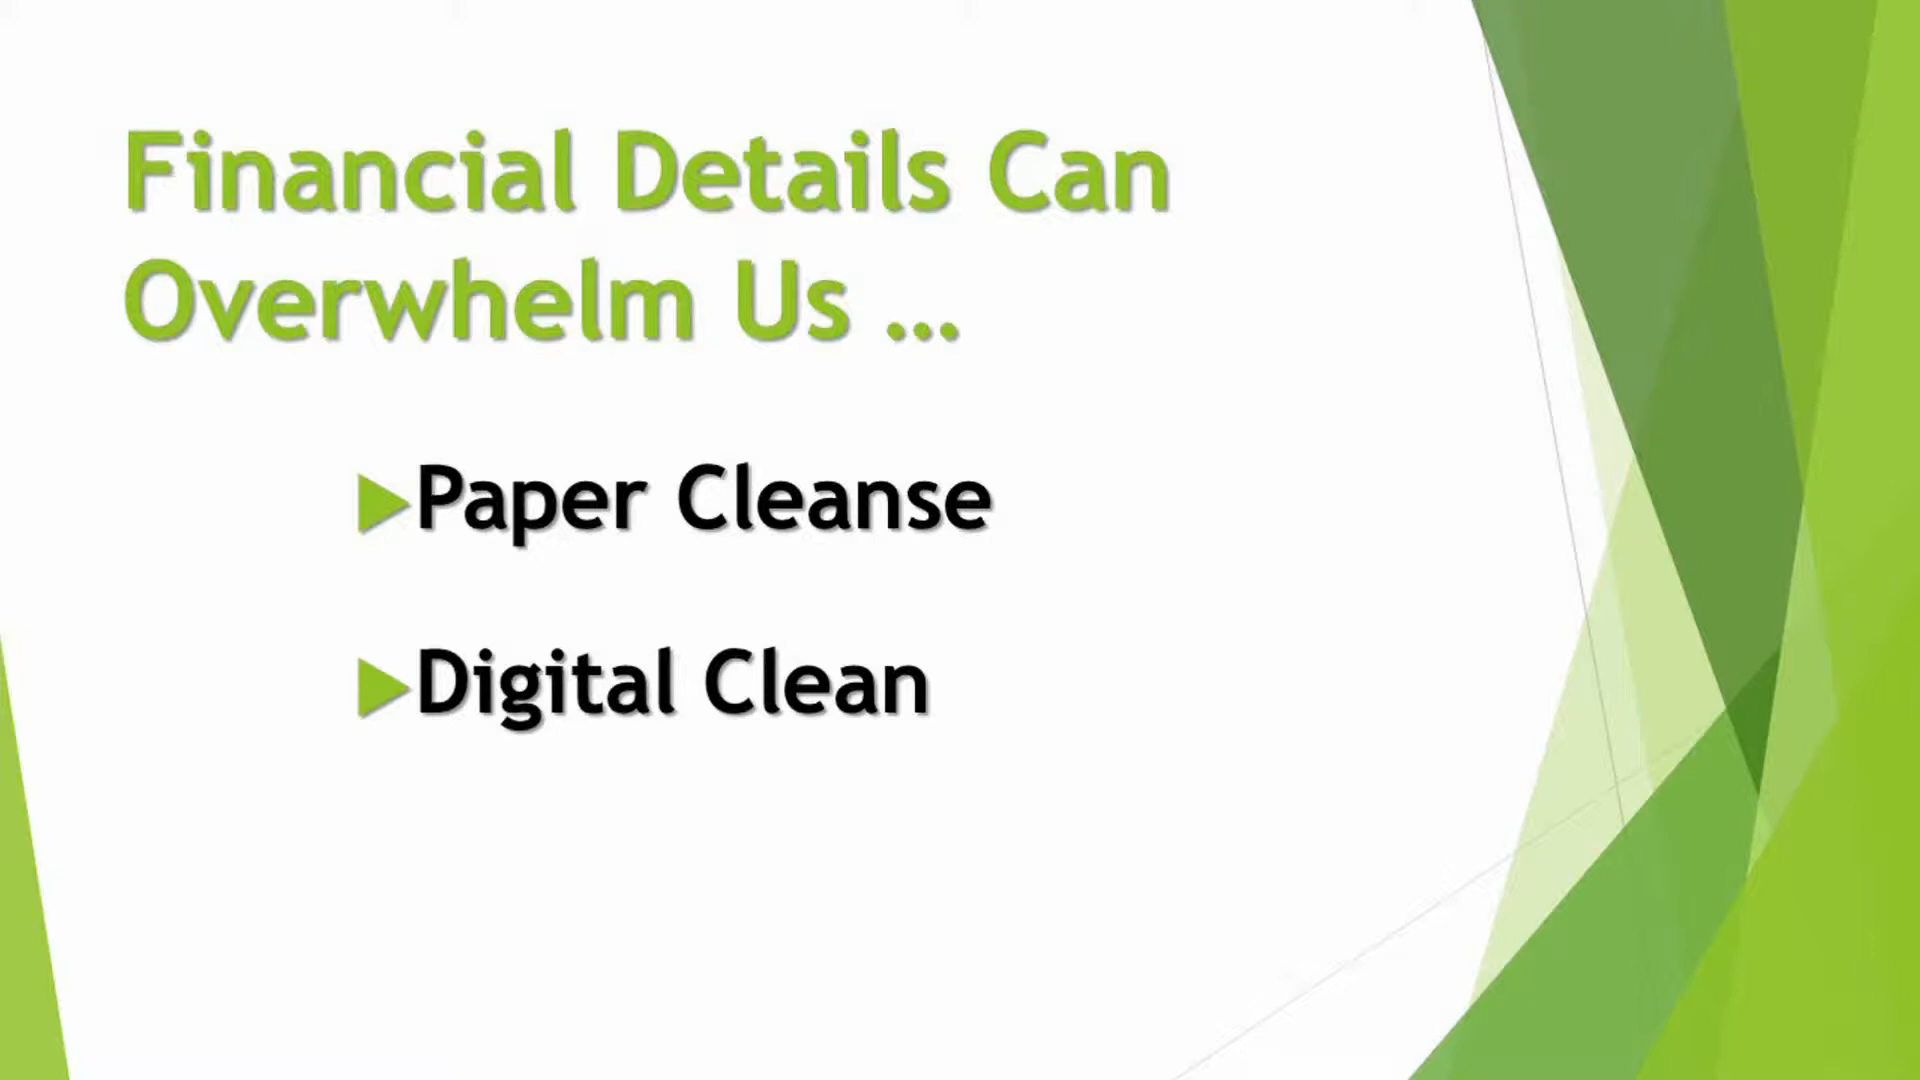 Financial Details Can
Overwhelm Us ...
Paper Cleanse
Digital Clean